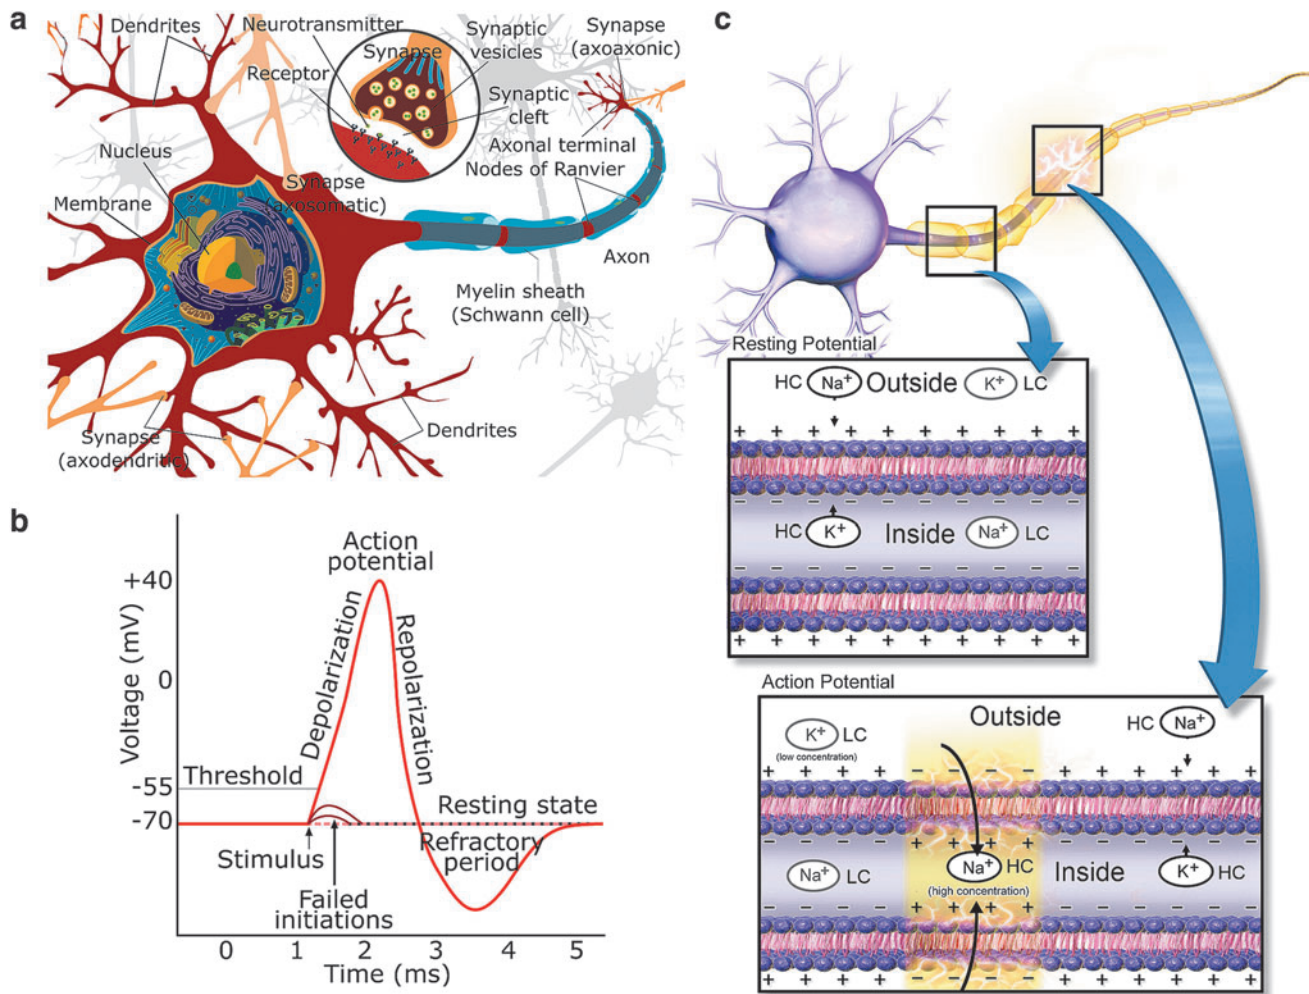 a
Dendrites
Neurotransmitter
Synapse
Synaptic
vesicles
Synapse
(axoaxonic)
Receptor
Synaptic
cleft
Axonal terminal
Nodes of Ranvier
Nucleus
Synapse
(axosomatic)
Membrane
Axon
Myelin sheath
(Schwann cell)
Synapse
(axodendritic)
Dendrites
b
Action
potential
Voltage (mV)
+40
0
-55
-70
Depolarization
Repolarization
Threshold
Resting state
Stimulus
Refractory
period
Failed
initiations
0 1 2 3 4 5
Time (ms)
c
Resting Potential
HC Na+ Outside K+ LC
+ + + + + + + + +
– – – – – – – – –
HC K+ Inside Na+ LC
– – – – – – – – –
+ + + + + + + + +
Action Potential
Outside
K+ LC
(low concentration)
HC Na+
+ + + + – – – – + + + + + +
– – – – + + + + – – – – – –
Na+ LC
Na+ HC
(high concentration)
Inside
K+ HC
– – – – + + + + – – – – – –
+ + + + – – – – + + + + + +